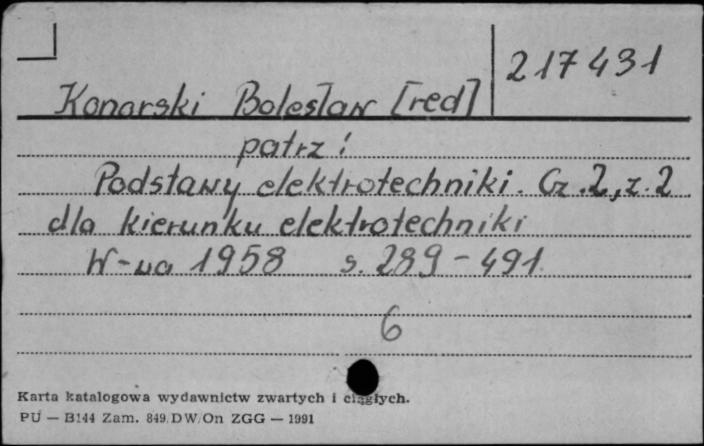 217431
Konarski Bolesław [red]
patrz:
Podstawy elektrotechniki. Cz.2, z.2
dla kierunku elektrotechniki
W-wa 1958 s. 289-491
6
Karta katalogowa wydawnictw zwartych i ciągłych.
PU — B144 Zam. 849/DW/On ZGG — 1991